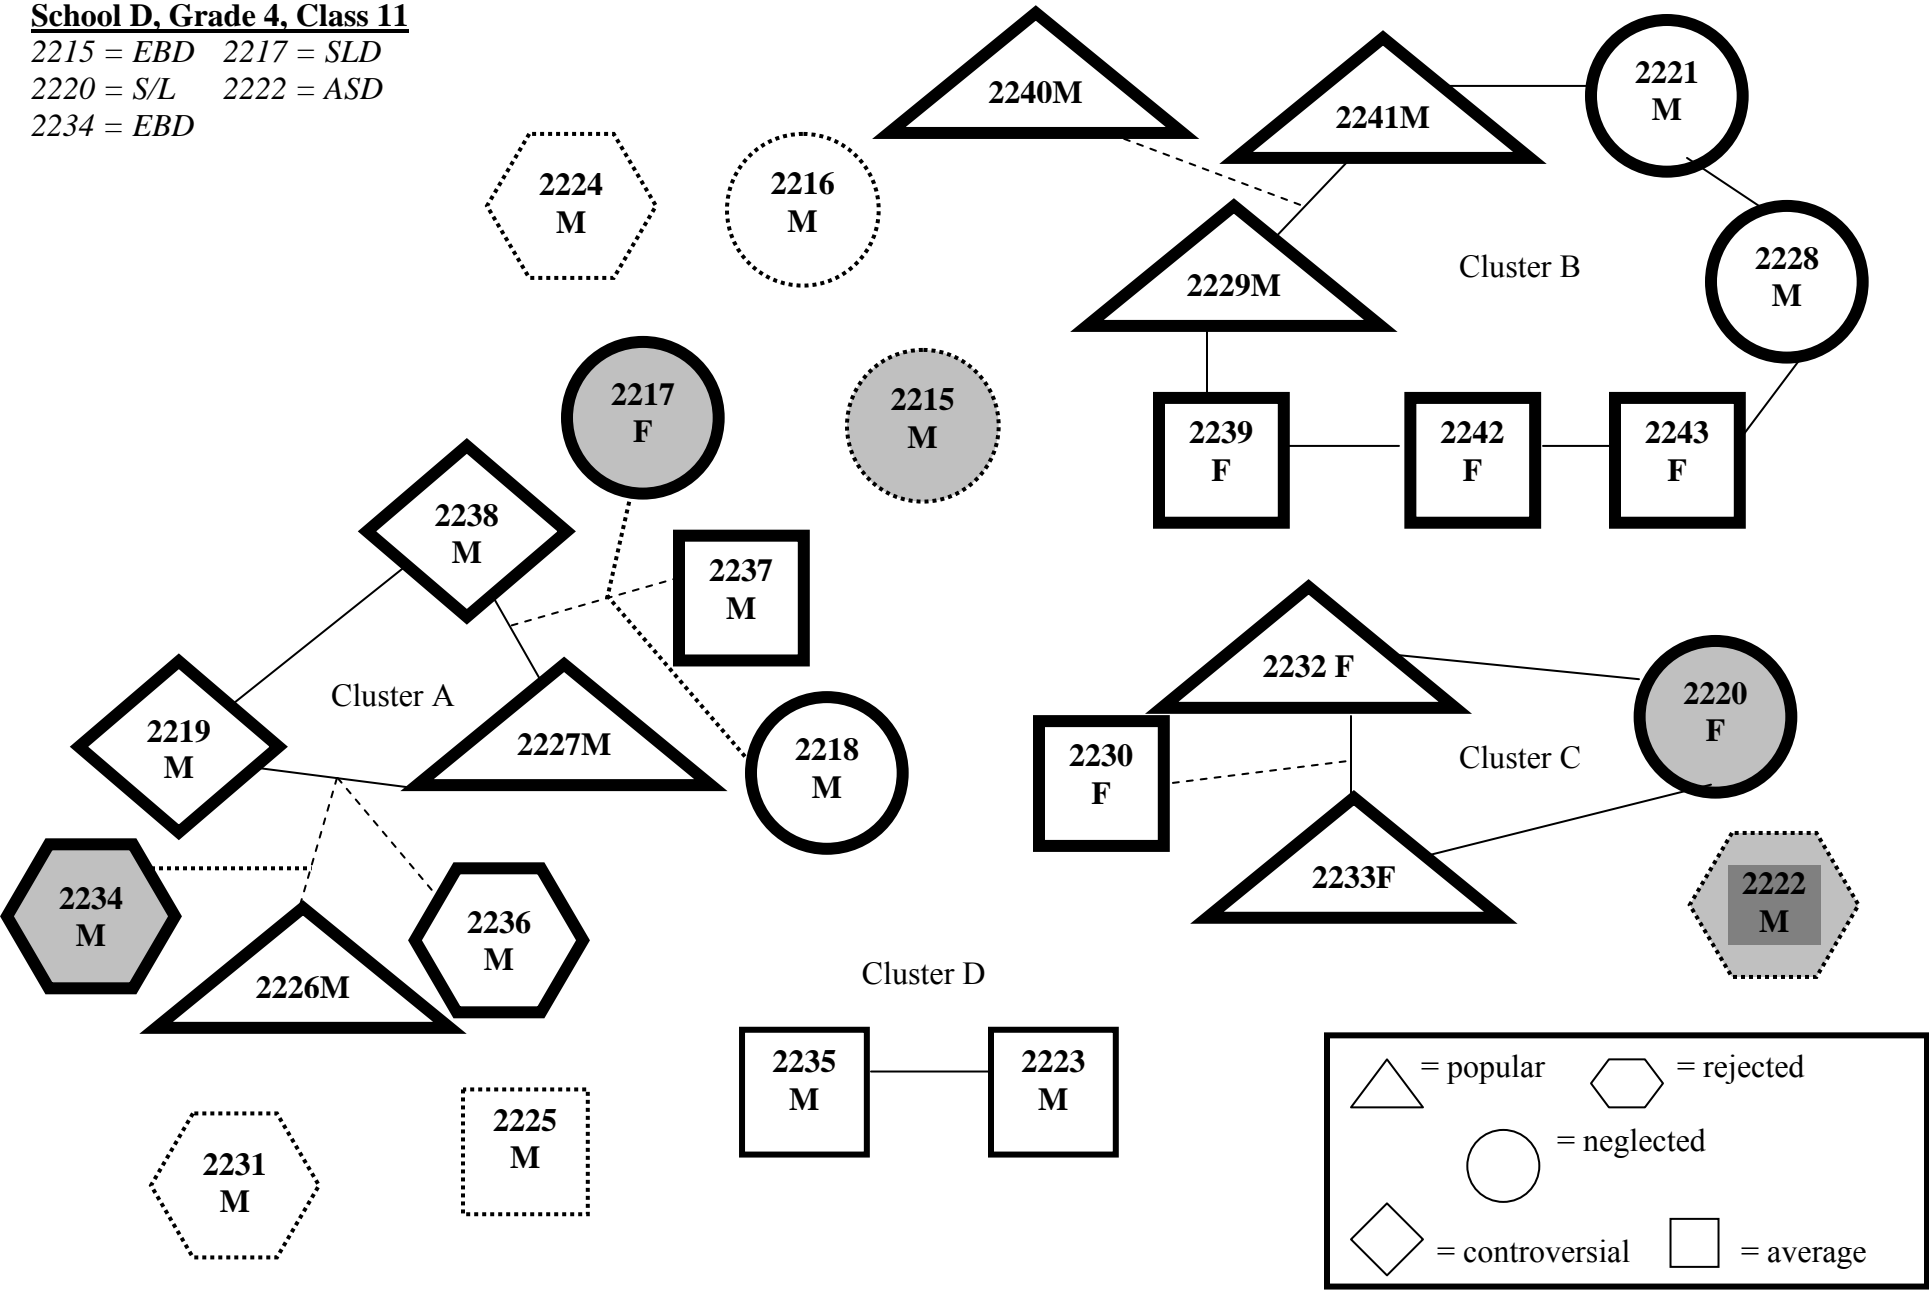 School D, Grade 4, Class 11
2215 = EBD 2217 = SLD
2220 = S/L 2222 = ASD
2234 = EBD
2240M
2241M
2221
M
2224
M
2216
M
2229M
Cluster B
2228
M
2217
F
2215
M
2239
F
2242
F
2243
F
2238
M
2237
M
2232 F
2220
F
Cluster A
2219
M
2227M
2218
M
2230
F
Cluster C
2233F
2222
M
2234
M
2236
M
2226M
Cluster D
2235
M
2223
M
2231
M
2225
M
= popular
= rejected
= neglected
= controversial
= average